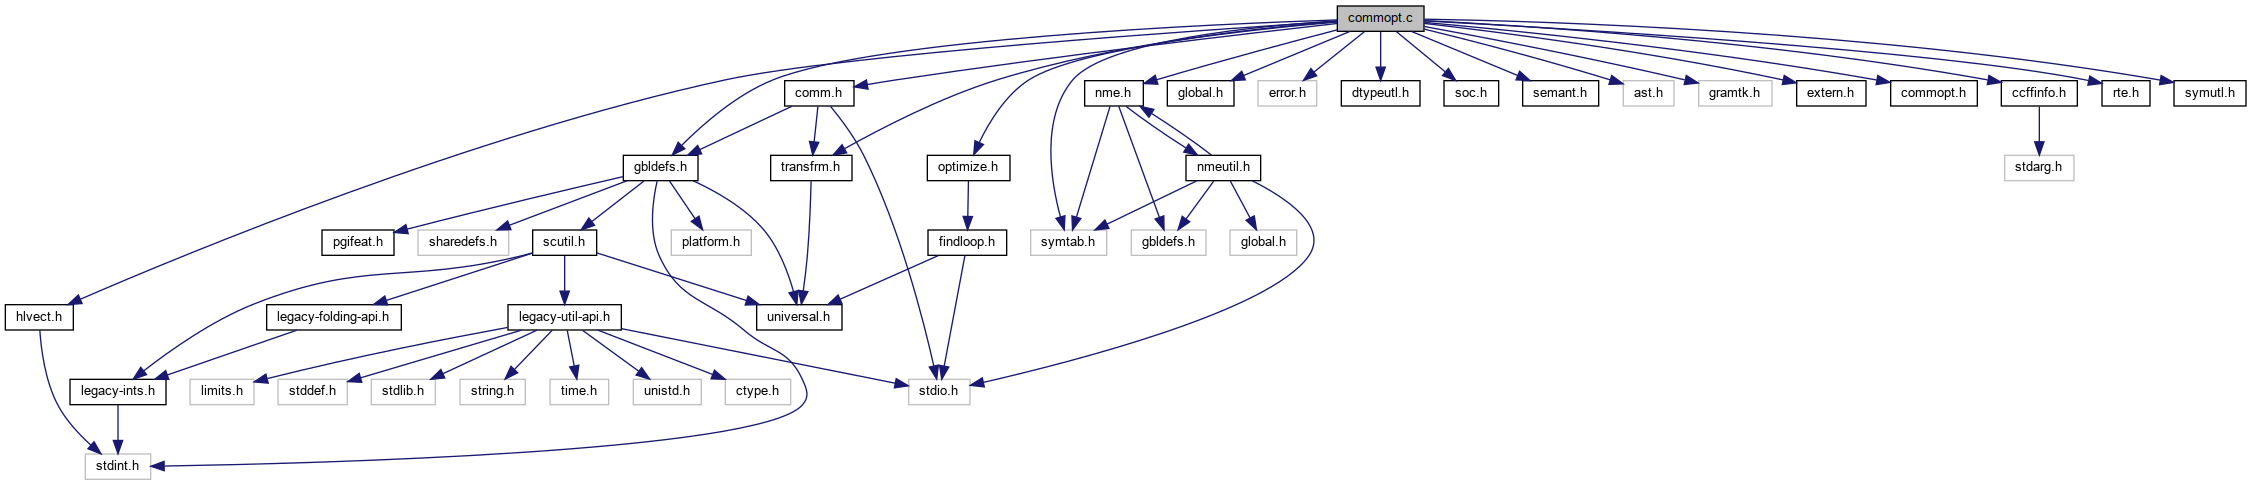 commopt.c
comm.h
nme.h
global.h
error.h
dtypeutl.h
soc.h
semant.h
ast.h
gramtk.h
extern.h
commopt.h
ccffinfo.h
rte.h
symutl.h
gbldefs.h
transfrm.h
optimize.h
nmeutil.h
stdarg.h
pgifeat.h
sharedefs.h
scutil.h
platform.h
findloop.h
symtab.h
gbldefs.h
global.h
hlvect.h
legacy-folding-api.h
legacy-util-api.h
universal.h
legacy-ints.h
limits.h
stddef.h
stdlib.h
string.h
time.h
unistd.h
ctype.h
stdio.h
stdint.h